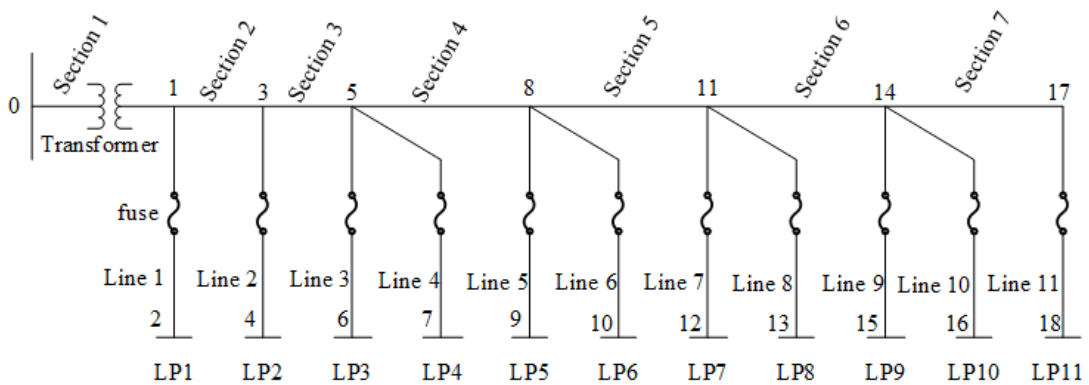 Section 1
Section 2
Section 3
Section 4
Section 5
Section 6
Section 7
0
1
3
5
8
11
14
17
Transformer
fuse
Line 1
Line 2
Line 3
Line 4
Line 5
Line 6
Line 7
Line 8
Line 9
Line 10
Line 11
2
4
6
7
9
10
12
13
15
16
18
LP1
LP2
LP3
LP4
LP5
LP6
LP7
LP8
LP9
LP10
LP11